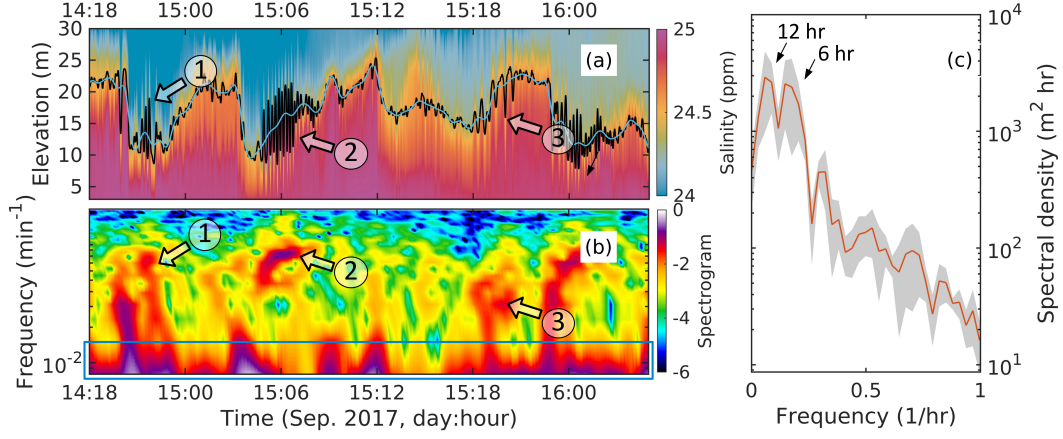 14:18 15:00 15:06 15:12 15:18 16:00
30
25
20
15
10
5
Elevation (m)
(a)
1
2
3
25
24.5
24
Salinity (ppm)
Frequency (min-1)
10-2
(b)
1
2
3
0
-2
-4
-6
Spectrogram
14:18 15:00 15:06 15:12 15:18 16:00
Time (Sep. 2017, day:hour)
12 hr
6 hr
(c)
104
103
102
101
Spectral density (m2 hr)
0 0.5 1
Frequency (1/hr)